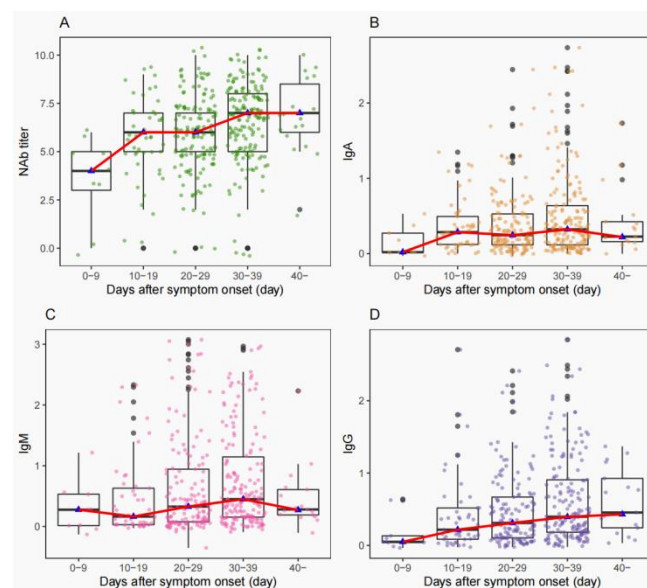 A
NAb titer
10.0
7.5
5.0
2.5
0.0
0−9 10−19 20−29 30−39 40−
Days after symptom onset (day)
B
IgA
2
1
0
0−9 10−19 20−29 30−39 40−
Days after symptom onset (day)
C
IgM
3
2
1
0
0−9 10−19 20−29 30−39 40−
Days after symptom onset (day)
D
IgG
2
1
0
0−9 10−19 20−29 30−39 40−
Days after symptom onset (day)